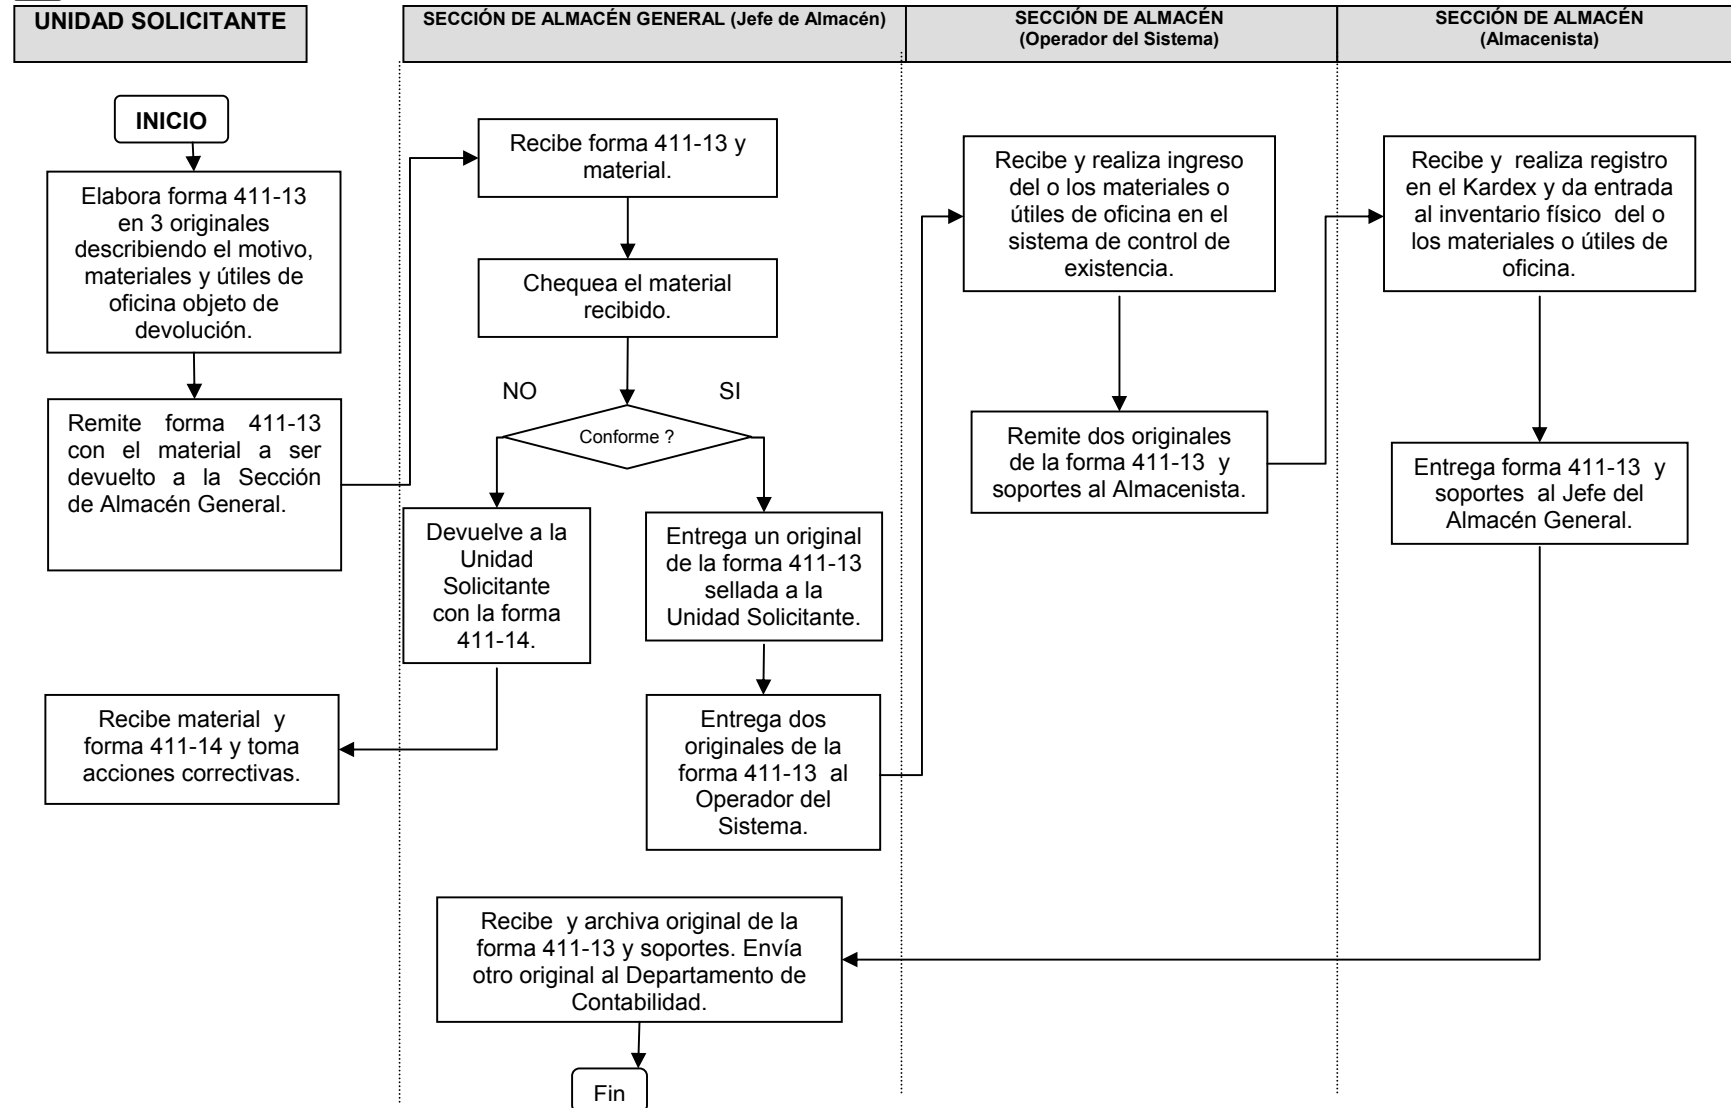 UNIDAD SOLICITANTE
SECCIÓN DE ALMACÉN GENERAL (Jefe de Almacén)
SECCIÓN DE ALMACÉN
(Operador del Sistema)
SECCIÓN DE ALMACÉN
(Almacenista)
INICIO
Elabora forma 411-13
en 3 originales
describiendo el motivo,
materiales y útiles de
oficina objeto de
devolución.
Remite forma 411-13
con el material a ser
devuelto a la Sección
de Almacén General.
Recibe forma 411-13 y
material.
Chequea el material
recibido.
NO
SI
Conforme ?
Devuelve a la
Unidad
Solicitante
con la forma
411-14.
Entrega un original
de la forma 411-13
sellada a la
Unidad Solicitante.
Recibe material y
forma 411-14 y toma
acciones correctivas.
Entrega dos
originales de la
forma 411-13 al
Operador del
Sistema.
Recibe y realiza ingreso
del o los materiales o
útiles de oficina en el
sistema de control de
existencia.
Remite dos originales
de la forma 411-13 y
soportes al Almacenista.
Recibe y realiza registro
en el Kardex y da entrada
al inventario físico del o
los materiales o útiles de
oficina.
Entrega forma 411-13 y
soportes al Jefe del
Almacén General.
Recibe y archiva original de la
forma 411-13 y soportes. Envía
otro original al Departamento de
Contabilidad.
Fin